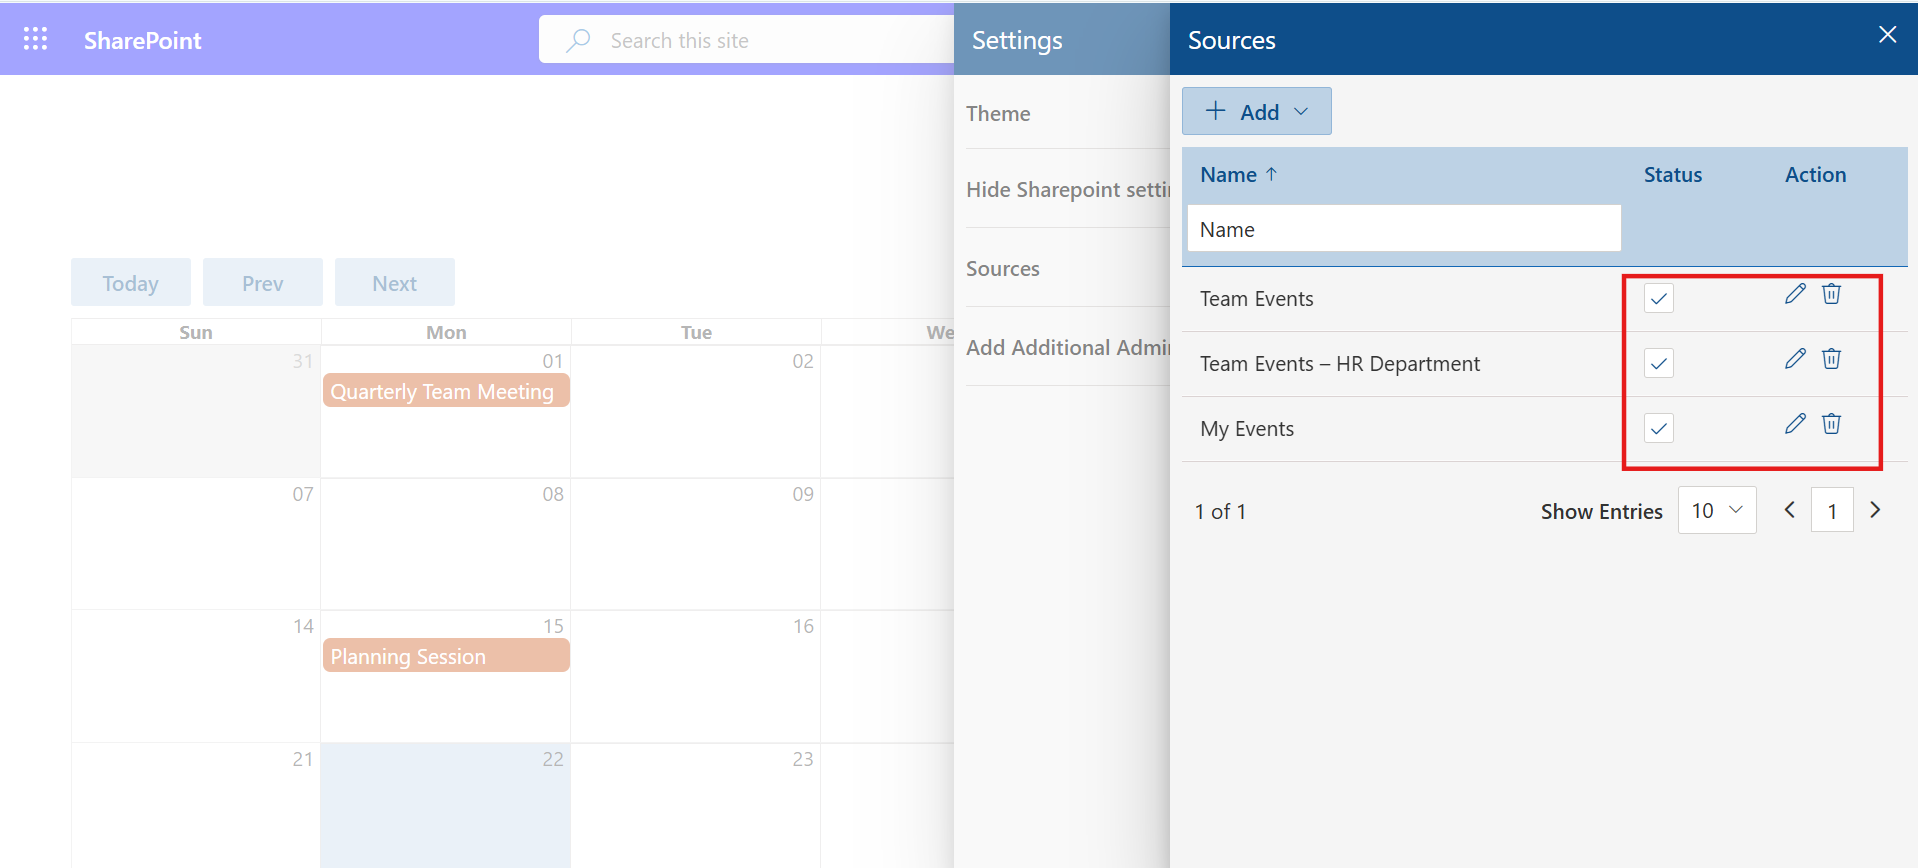 SharePoint
Search this site
Settings
Sources
Theme
Hide Sharepoint setti
Sources
Add Additional Admi
Add
Name ↑ Status Action
Name
Team Events
Team Events – HR Department
My Events
1 of 1 Show Entries 10 1
Today Prev Next
Sun Mon Tue We
31 01 02
Quarterly Team Meeting
07 08 09
14 15 16
Planning Session
21 22 23